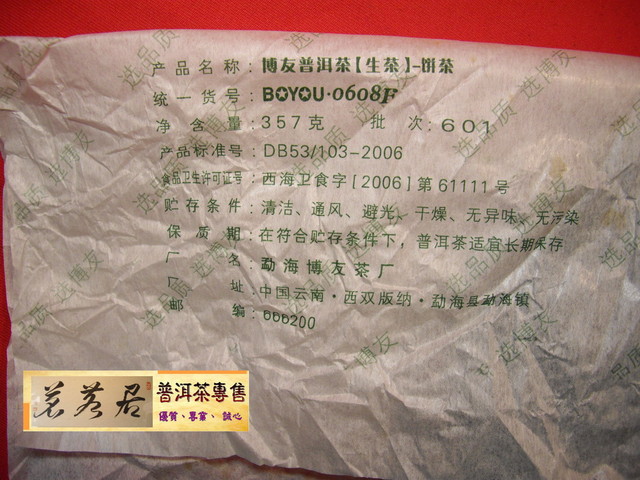 产品名称：博友普洱茶【生茶】-饼茶
统一货号：BOYOU·0608F
净含量：357克 批次：601
产品标准号：DB53/103-2006
食品卫生许可证号：西海卫食字[2006]第61111号
贮存条件：清洁、通风、避光、干燥、无异味、无污染
保质期：在符合贮存条件下，普洱茶适宜长期保存
厂名：勐海博友茶厂
厂址：中国云南·西双版纳·勐海县勐海镇
邮编：666200
选品质 选博友
茗茗居
普洱茶專售
優質、專業、誠心